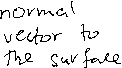 normal
vector to
the surface